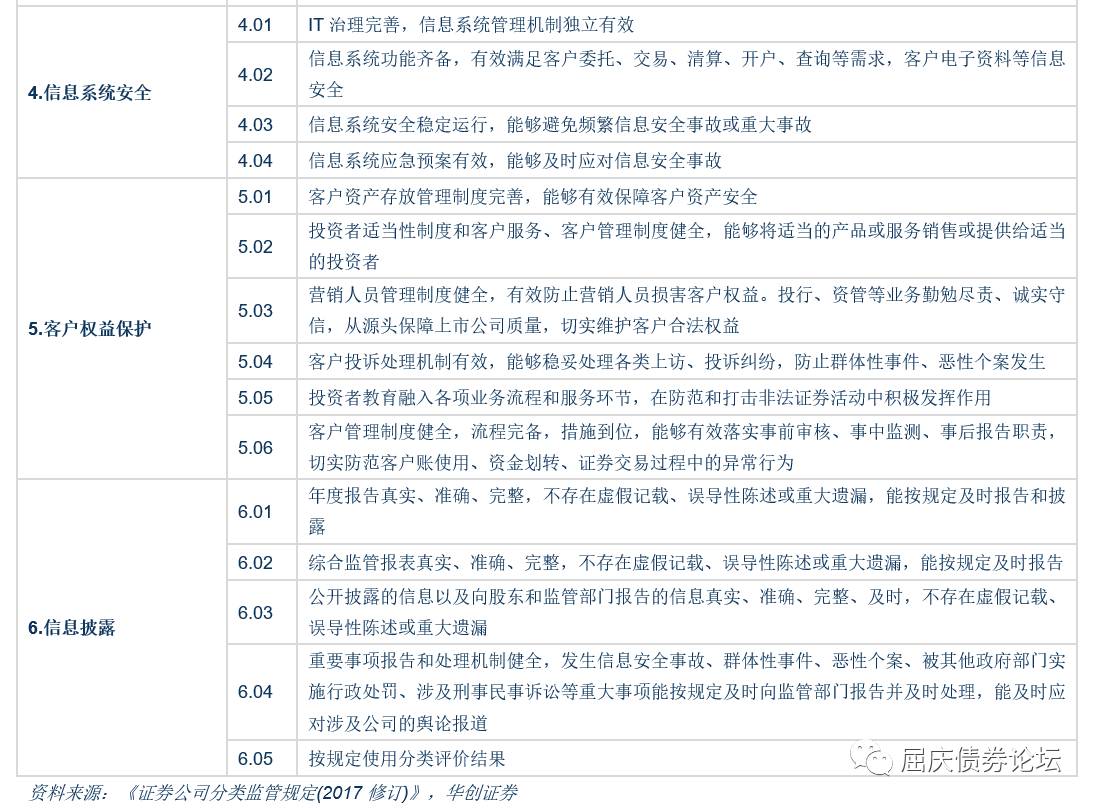 4.信息系统安全
4.01
IT 治理完善，信息系统管理机制独立有效
4.02
信息系统功能齐备，有效满足客户委托、交易、清算、开户、查询等需求，客户电子资料等信息
安全
4.03
信息系统安全稳定运行，能够避免频繁信息安全事故或重大事故
4.04
信息系统应急预案有效，能够及时应对信息安全事故
5.客户权益保护
5.01
客户资产存放管理制度完善，能够有效保障客户资产安全
5.02
投资者适当性制度和客户服务、客户管理制度健全，能够将适当的产品或服务销售或提供给适当
的投资者
5.03
营销人员管理制度健全，有效防止营销人员损害客户权益。投行、资管等业务勤勉尽责、诚实守
信，从源头保障上市公司质量，切实维护客户合法权益
5.04
客户投诉处理机制有效，能够稳妥处理各类上访、投诉纠纷，防止群体性事件、恶性个案发生
5.05
投资者教育融入各项业务流程和服务环节，在防范和打击非法证券活动中积极发挥作用
5.06
客户管理制度健全，流程完备，措施到位，能够有效落实事前审核、事中监测、事后报告职责，
切实防范客户账使用、资金划转、证券交易过程中的异常行为
6.信息披露
6.01
年度报告真实、准确、完整，不存在虚假记载、误导性陈述或重大遗漏，能按规定及时报告和披
露
6.02
综合监管报表真实、准确、完整，不存在虚假记载、误导性陈述或重大遗漏，能按规定及时报告
6.03
公开披露的信息以及向股东和监管部门报告的信息真实、准确、完整、及时，不存在虚假记载、
误导性陈述或重大遗漏
6.04
重要事项报告和处理机制健全，发生信息安全事故、群体性事件、恶性个案、被其他政府部门实
施行政处罚、涉及刑事民事诉讼等重大事项能按规定及时向监管部门报告并及时处理，能及时应
对涉及公司的舆论报道
6.05
按规定使用分类评价结果
屈庆债券论坛
资料来源：《证券公司分类监管规定(2017 修订)》，华创证券